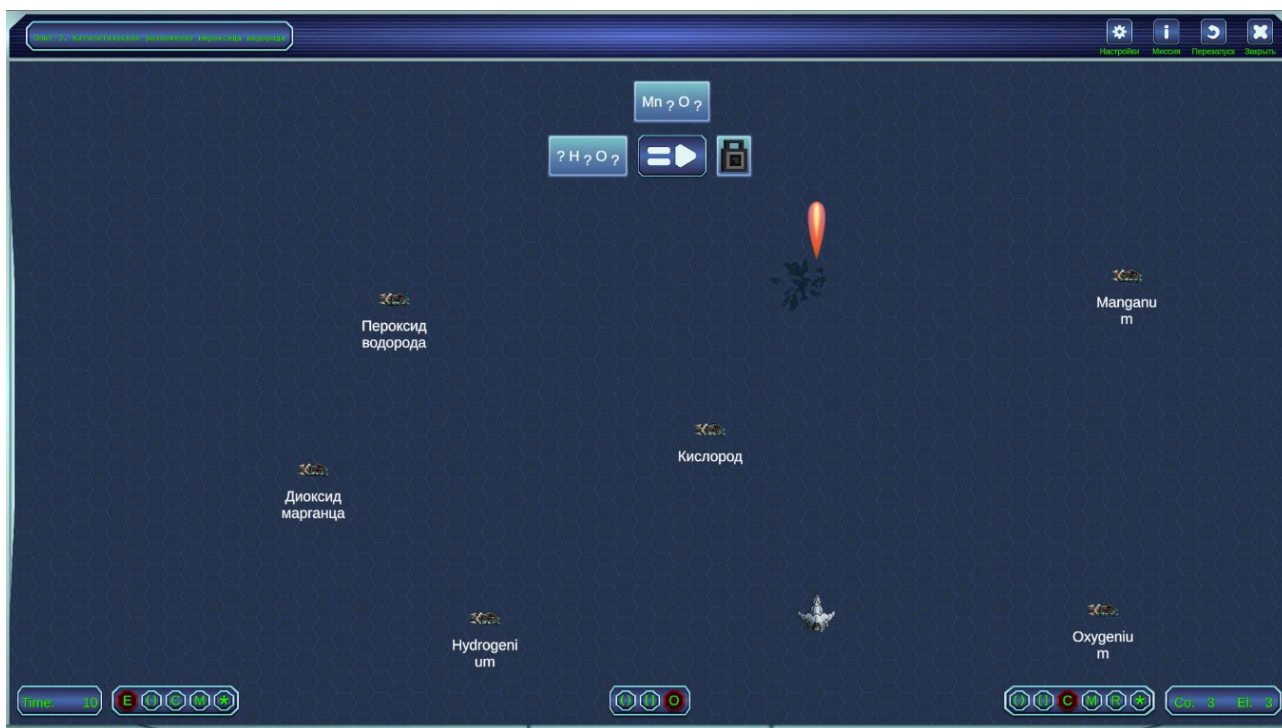 Опыт 2. Каталитическое разложение пероксида водорода
Настройки
Миссия
Перезапуск
Закрыть
Mn ? O ?
? H ? O ?
Пероксид
водорода
Manganu
m
Кислород
Диоксид
марганца
Hydrogeni
um
Oxygeniu
m
Time: 10
E () C M *
() [] O
() [] C M R *
Co: 3 El: 3